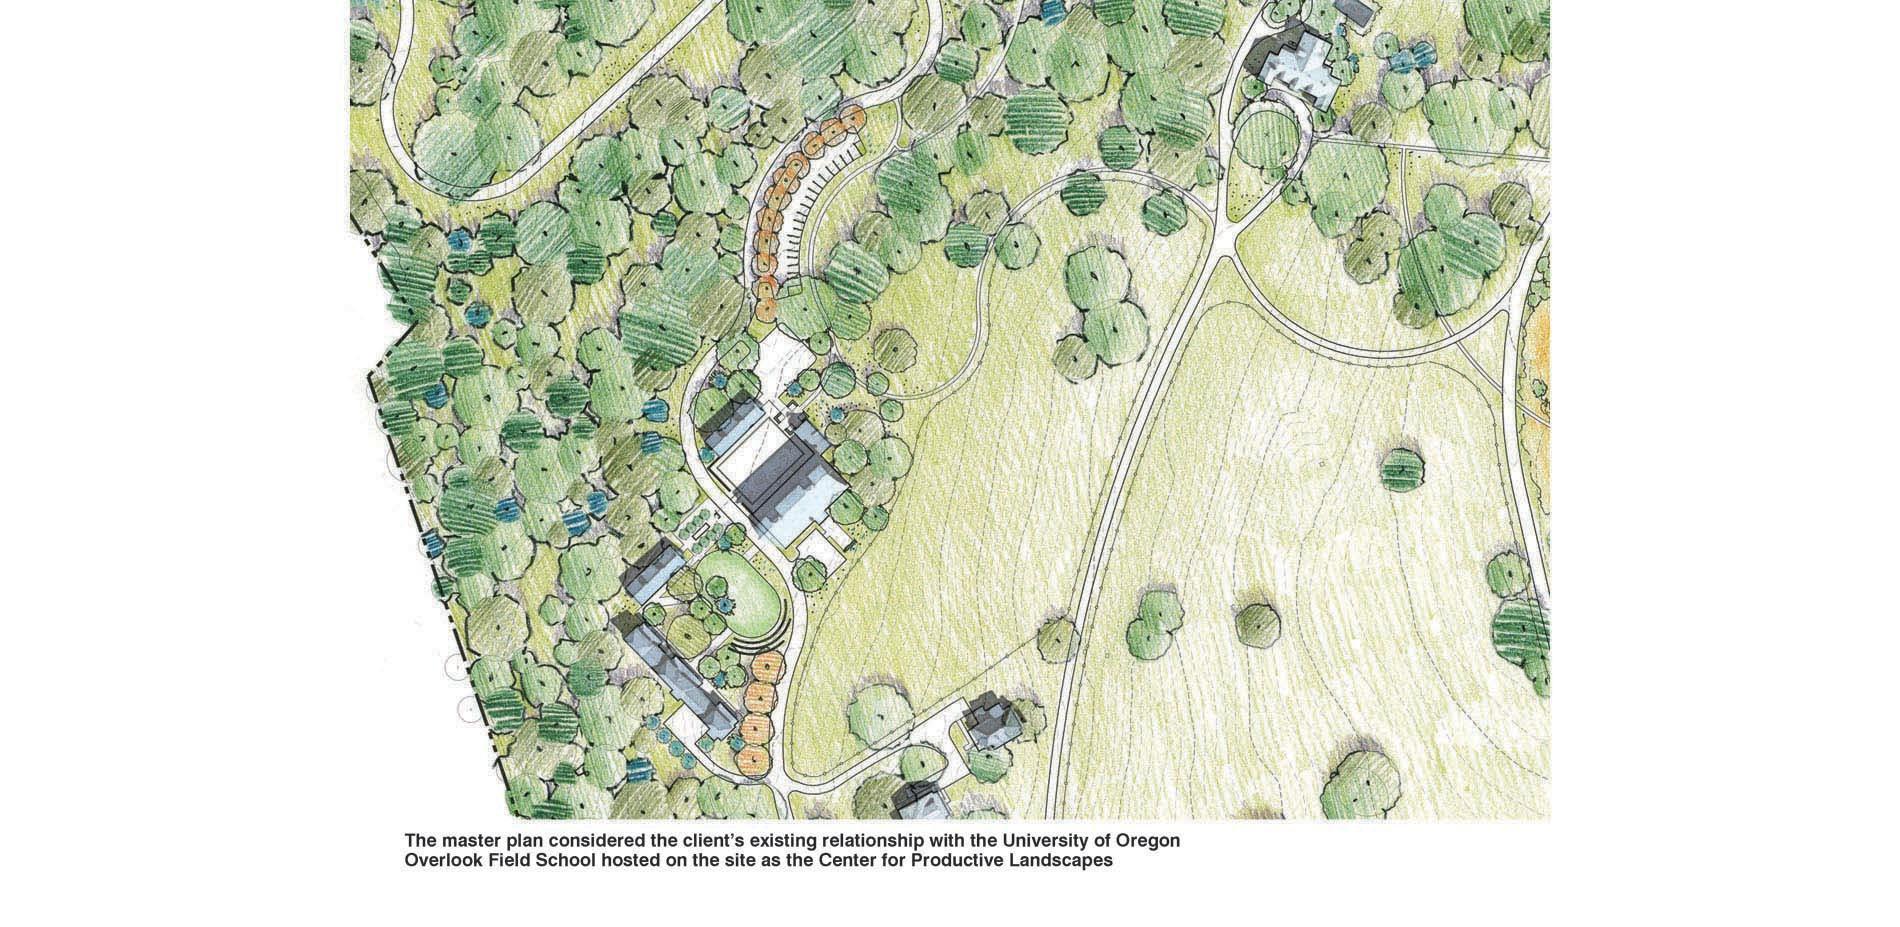 The master plan considered the client’s existing relationship with the University of Oregon
Overlook Field School hosted on the site as the Center for Productive Landscapes